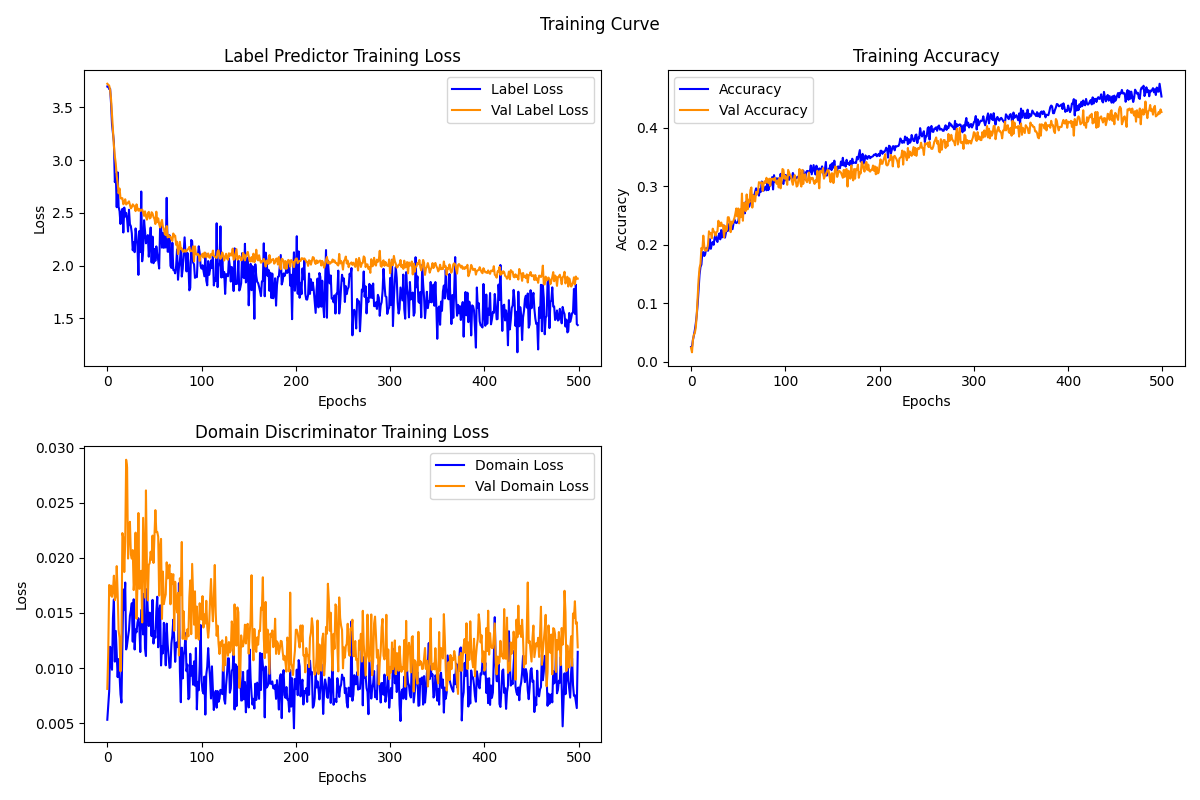 Training Curve
Label Predictor Training Loss
Loss
3.5
3.0
2.5
2.0
1.5
Label Loss
Val Label Loss
0 100 200 300 400 500
Epochs
Training Accuracy
Accuracy
0.4
0.3
0.2
0.1
0.0
Accuracy
Val Accuracy
0 100 200 300 400 500
Epochs
Domain Discriminator Training Loss
Loss
0.030
0.025
0.020
0.015
0.010
0.005
Domain Loss
Val Domain Loss
0 100 200 300 400 500
Epochs